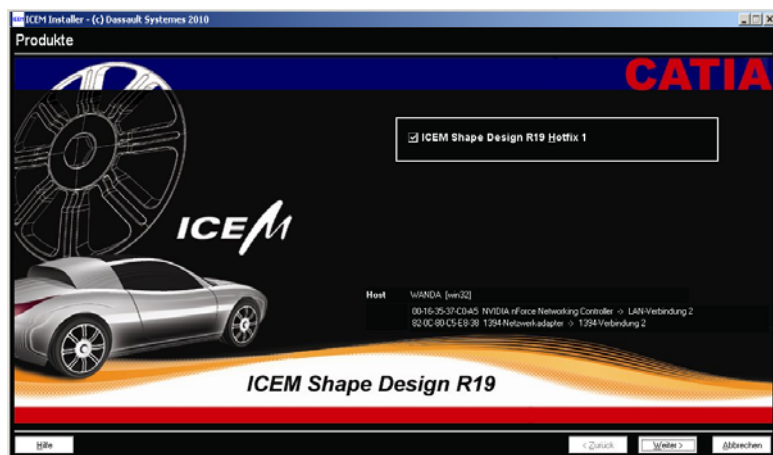 ICEM Installer - (c) Dassault Systemes 2010
Produkte
CATIA
ICEM Shape Design R19 Hotfix 1
ICEM
Host WANDA [win32]
00-16-35-37-C0-A5 NVIDIA nForce Networking Controller -> LAN-Verbindung 2
82-0C-80-C5-E8-38 1394-Netzwerkadapter -> 1394-Verbindung 2
ICEM Shape Design R19
Hilfe
< Zurück
Weiter >
Abbrechen